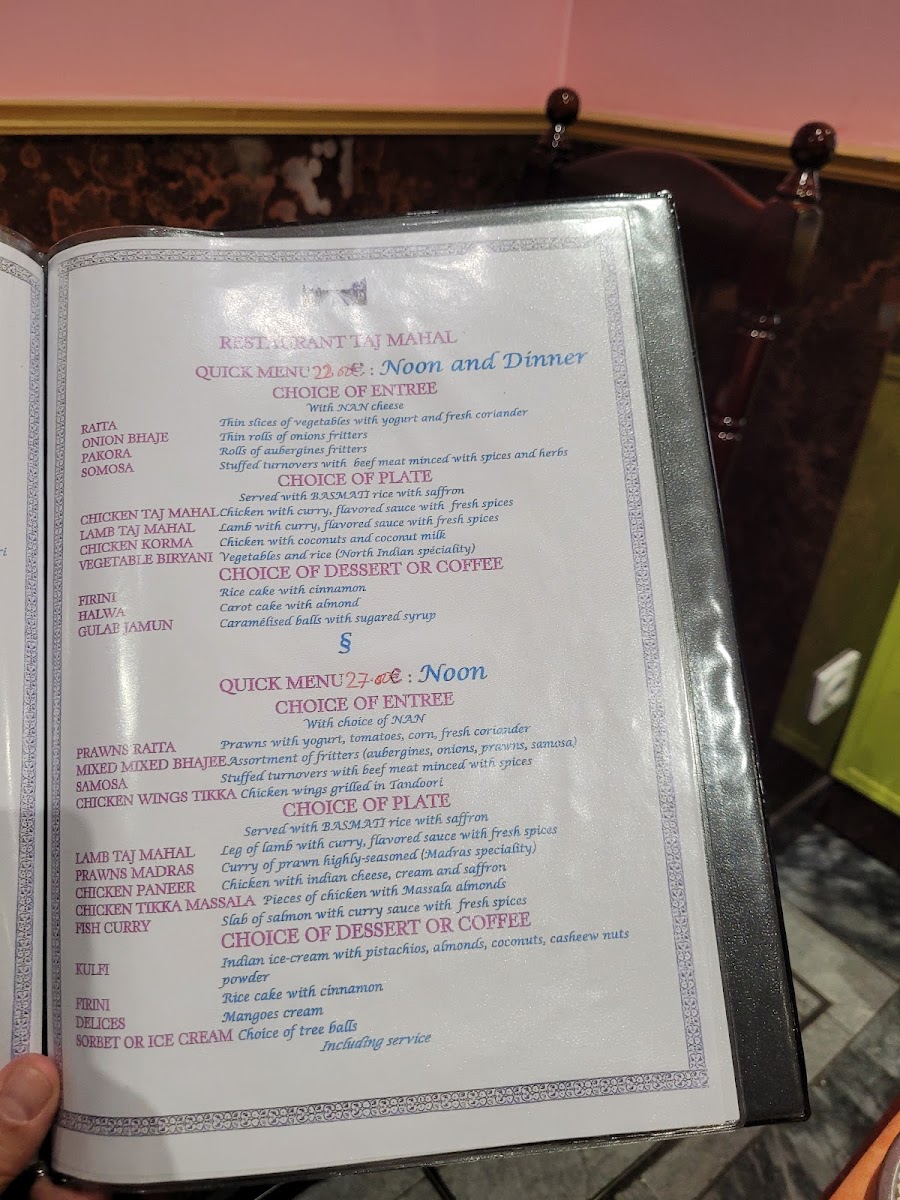 RESTAURANT TAJ MAHAL
QUICK MENU 22.00€ : Noon and Dinner
CHOICE OF ENTREE
With NAN cheese
RAITA Thin slices of vegetables with yogurt and fresh coriander
ONION BHAJE Thin rolls of onions fritters
PAKORA Rolls of aubergines fritters
SOMOSA Stuffed turnovers with beef meat minced with spices and herbs
CHOICE OF PLATE
Served with BASMATI rice with saffron
CHICKEN TAJ MAHAL Chicken with curry, flavored sauce with fresh spices
LAMB TAJ MAHAL Lamb with curry, flavored sauce with fresh spices
CHICKEN KORMA Chicken with coconuts and coconut milk
VEGETABLE BIRYANI Vegetables and rice (North Indian spéciality)
CHOICE OF DESSERT OR COFFEE
FIRINI Rice cake with cinnamon
HALWA Carot cake with almond
GULAB JAMUN Caramélised balls with sugared syrup
§
QUICK MENU 27.00€ : Noon
CHOICE OF ENTREE
With choice of NAN
PRAWNS RAITA Prawns with yogurt, tomatoes, corn, fresh coriander
MIXED MIXED BHAJEE Assortment of fritters (aubergines, onions, prawns, samosa)
SAMOSA Stuffed turnovers with beef meat minced with spices
CHICKEN WINGS TIKKA Chicken wings grilled in Tandoori
CHOICE OF PLATE
Served with BASMATI rice with saffron
LAMB TAJ MAHAL Leg of lamb with curry, flavored sauce with fresh spices
PRAWNS MADRAS Curry of prawn highly-seasoned (Madras speciality)
CHICKEN PANEER Chicken with indian cheese, cream and saffron
CHICKEN TIKKA MASSALA Pieces of chicken with Massala almonds
FISH CURRY Slab of salmon with curry sauce with fresh spices
CHOICE OF DESSERT OR COFFEE
KULFI Indian ice-cream with pistachios, almonds, coconuts, casheew nuts
powder
FIRINI Rice cake with cinnamon
DELICES Mangoes cream
SORBET OR ICE CREAM Choice of tree balls
Including service